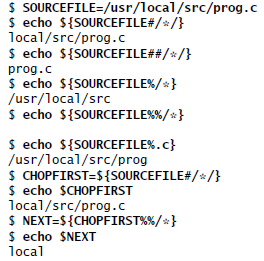 $ SOURCEFILE=/usr/local/src/prog.c
$ echo ${SOURCEFILE#/*/}
local/src/prog.c
$ echo ${SOURCEFILE##/*/}
prog.c
$ echo ${SOURCEFILE%/*}
/usr/local/src
$ echo ${SOURCEFILE%%/*}

$ echo ${SOURCEFILE%.c}
/usr/local/src/prog
$ CHOPFIRST=${SOURCEFILE#/*/}
$ echo $CHOPFIRST
local/src/prog.c
$ NEXT=${CHOPFIRST%%/*}
$ echo $NEXT
local